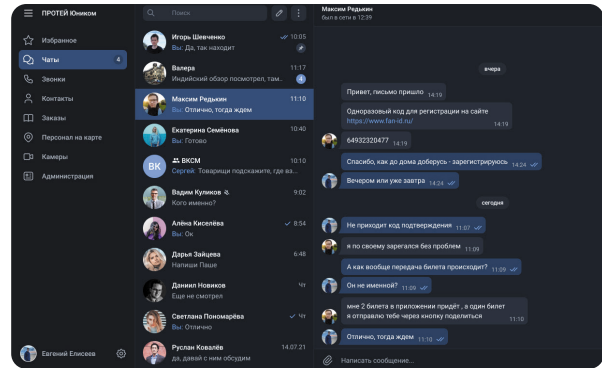 ПРОТЕЙ Юником
Избранное
Чаты 4
Звонки
Контакты
Заказы
Персонал на карте
Камеры
Администрация
Евгений Елисеев
Поиск
Игорь Шевченко 10:05
Вы: Да, так находит
Валера 11:17
Индийский обзор посмотрел, там.. 4
Максим Редькин 11:10
Вы: Отлично, тогда ждем
Екатерина Семёнова 10:40
Вы: Готово
ВК
ВКСМ 10:10
Сергей: Товарищи подскажите, где ва...
Вадим Куликов 9:02
Кого именно?
Алёна Киселёва 8:54
Вы: Ок
Дарья Зайцева 6:48
Напиши Паше
Даниил Новиков Чт
Еще не смотрел
Светлана Пономарёва Чт
Вы: Отлично
Руслан Ковалёв 14.07.21
да, давай с ним обсудим
Максим Редькин
был в сети в 12:39
вчера
Привет, письмо пришло 14:19
Одноразовый код для регистрации на сайте
https://www.fan-id.ru/
14:19
64932320477 14:19
Спасибо, как до дома доберусь - зарегистрируюсь 14:24
Вечером или уже завтра 14:24
сегодня
Не приходит код подтверждения 11:07
я по своему зарегался без проблем 11:09
А как вообще передача билета происходит? 11:09
Он не именной? 11:09
мне 2 билета в приложении придёт , а один билет
я отправлю тебе через кнопку поделиться
11:10
Отлично, тогда ждем 11:10
Написать сообщение...